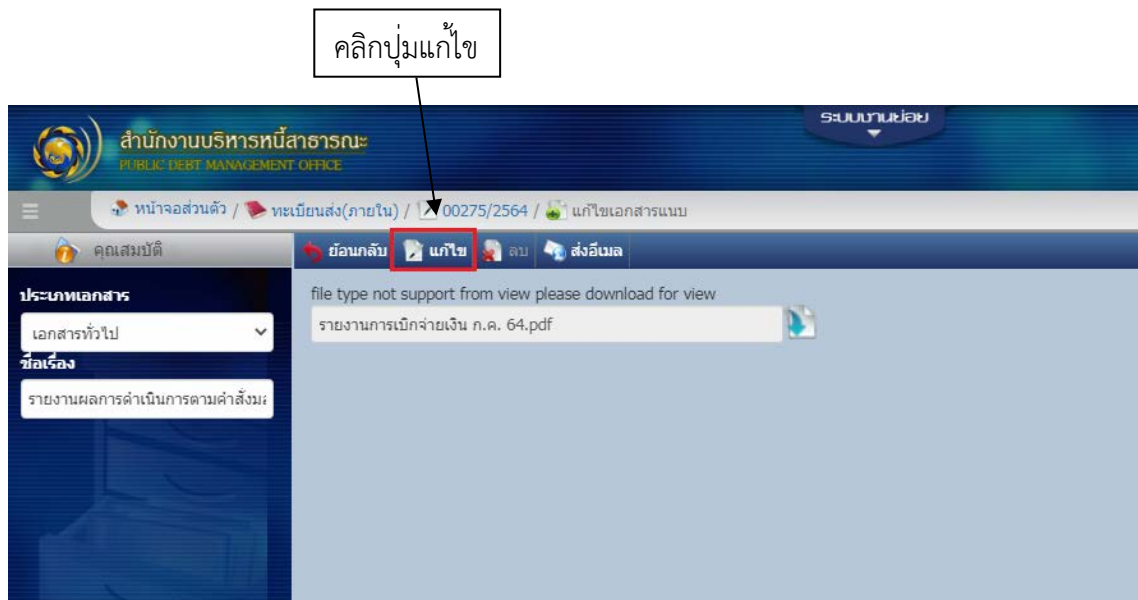 คลิกปุ่มแก้ไข
ระบบงานย่อย
สำนักงานบริหารหนี้สาธารณะ
PUBLIC DEBT MANAGEMENT OFFICE
หน้าจอส่วนตัว / ทะเบียนส่ง(ภายใน) / 00275/2564 / แก้ไขเอกสารแนบ
คุณสมบัติ
ย้อนกลับ แก้ไข ลบ ส่งอีเมล
ประเภทเอกสาร
file type not support from view please download for view
เอกสารทั่วไป
รายงานการเบิกจ่ายเงิน ก.ค. 64.pdf
ชื่อเรื่อง
รายงานผลการดำเนินการตามคำสั่งมะ